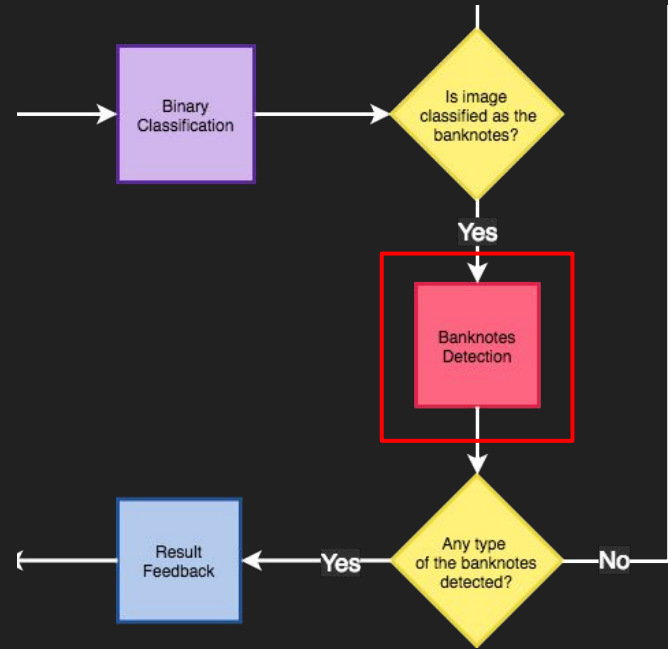 Binary
Classification
Is image
classified as the
banknotes?
Yes
Banknotes
Detection
Any type
of the banknotes
detected?
No
Yes
Result
Feedback